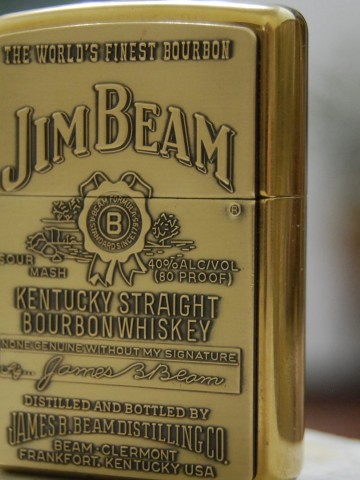 THE WORLD'S FINEST BOURBON
JIM BEAM
B
®
SOUR
MASH
40% ALC/VOL
(80 PROOF)
KENTUCKY STRAIGHT
BOURBON WHISKEY
NONE GENUINE WITHOUT MY SIGNATURE
James B. Beam
DISTILLED AND BOTTLED BY
JAMES B. BEAM DISTILLING CO.
BEAM-CLERMONT
FRANKFORT, KENTUCKY USA